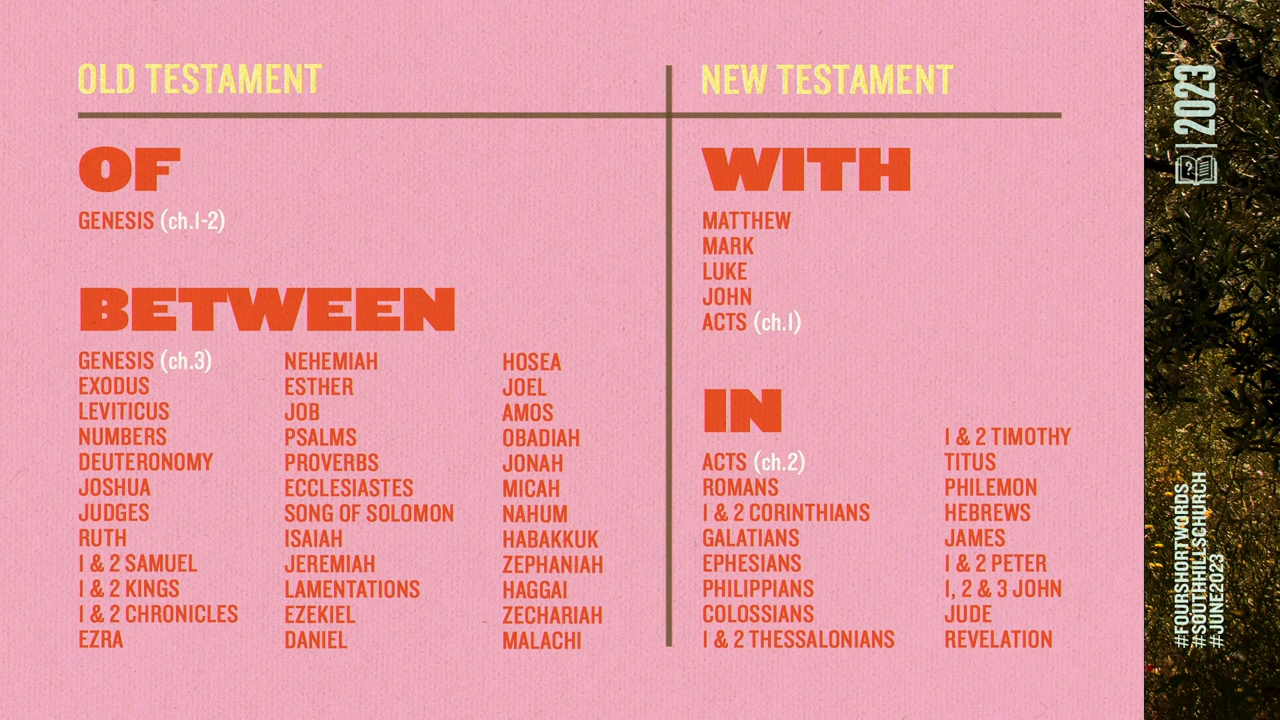 OLD TESTAMENT
OF
GENESIS (ch.1-2)
BETWEEN
GENESIS (ch.3)
EXODUS
LEVITICUS
NUMBERS
DEUTERONOMY
JOSHUA
JUDGES
RUTH
1 & 2 SAMUEL
1 & 2 KINGS
1 & 2 CHRONICLES
EZRA
NEHEMIAH
ESTHER
JOB
PSALMS
PROVERBS
ECCLESIASTES
SONG OF SOLOMON
ISAIAH
JEREMIAH
LAMENTATIONS
EZEKIEL
DANIEL
HOSEA
JOEL
AMOS
OBADIAH
JONAH
MICAH
NAHUM
HABAKKUK
ZEPHANIAH
HAGGAI
ZECHARIAH
MALACHI
NEW TESTAMENT
WITH
MATTHEW
MARK
LUKE
JOHN
ACTS (ch.1)
IN
ACTS (ch.2)
ROMANS
1 & 2 CORINTHIANS
GALATIANS
EPHESIANS
PHILIPPIANS
COLOSSIANS
1 & 2 THESSALONIANS
1 & 2 TIMOTHY
TITUS
PHILEMON
HEBREWS
JAMES
1 & 2 PETER
1, 2 & 3 JOHN
JUDE
REVELATION
? | 2023
#FOURSHORTWORDS
#SOUTHHILLSCHURCH
#JUNE2023